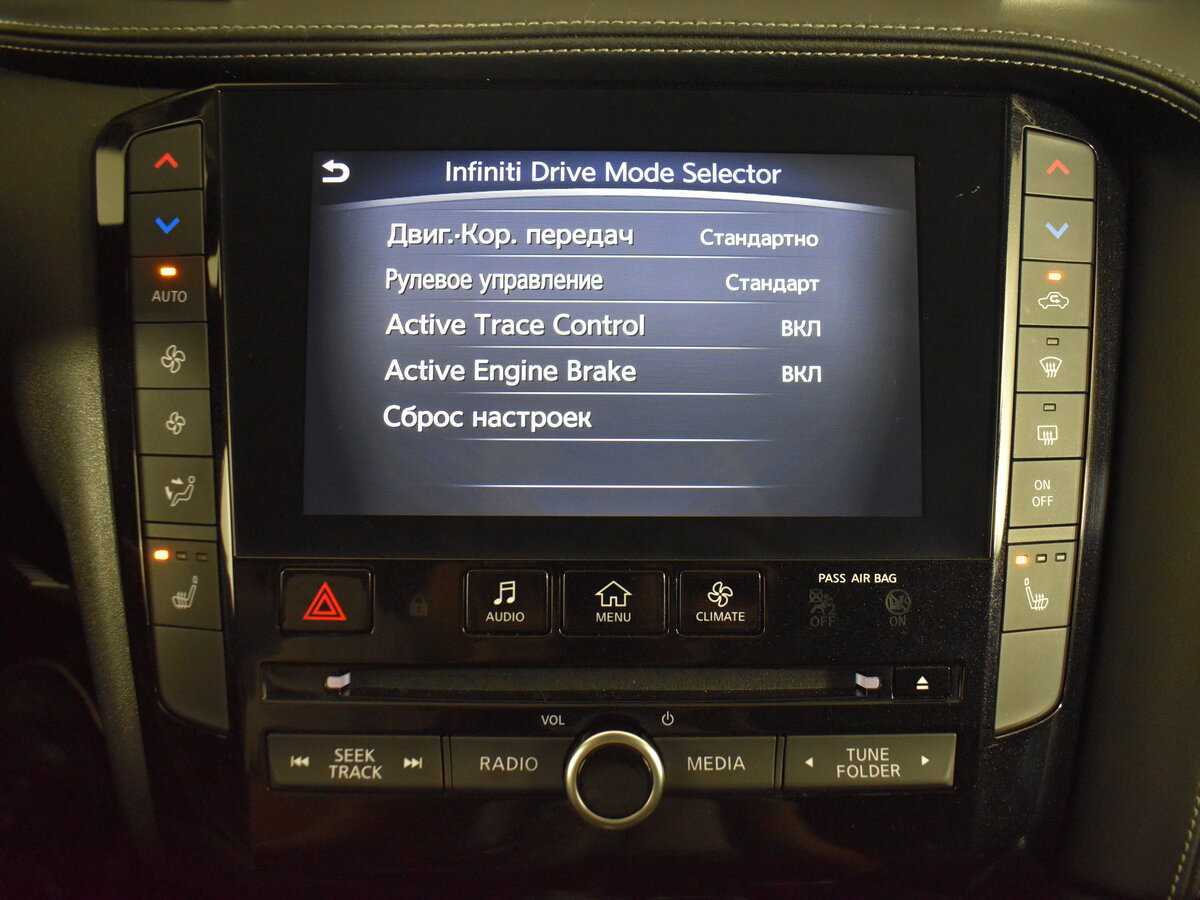 Infiniti Drive Mode Selector
Двиг.-Кор. передач Стандартно
Рулевое управление Стандарт
Active Trace Control ВКЛ
Active Engine Brake ВКЛ
Сброс настроек
AUTO
ON
OFF
PASS AIR BAG
AUDIO
MENU
CLIMATE
OFF
ON
VOL
SEEK
TRACK
RADIO
MEDIA
TUNE
FOLDER